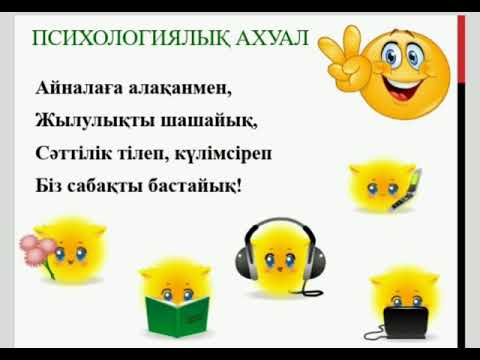 ПСИХОЛОГИЯЛЫҚ АХУАЛ
Айналаға алақанмен,
Жылулықты шашайық,
Сәттілік тілеп, күлімсіреп
Біз сабақты бастайық!